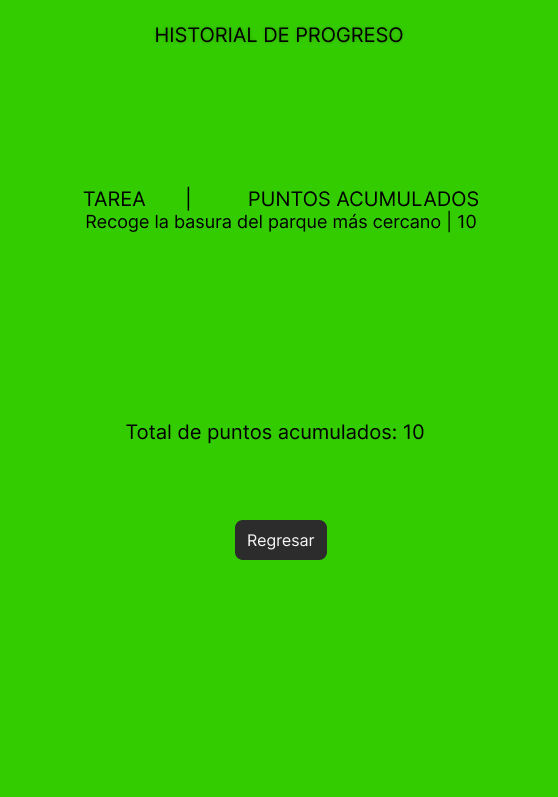 HISTORIAL DE PROGRESO
TAREA | PUNTOS ACUMULADOS
Recoge la basura del parque más cercano | 10
Total de puntos acumulados: 10
Regresar